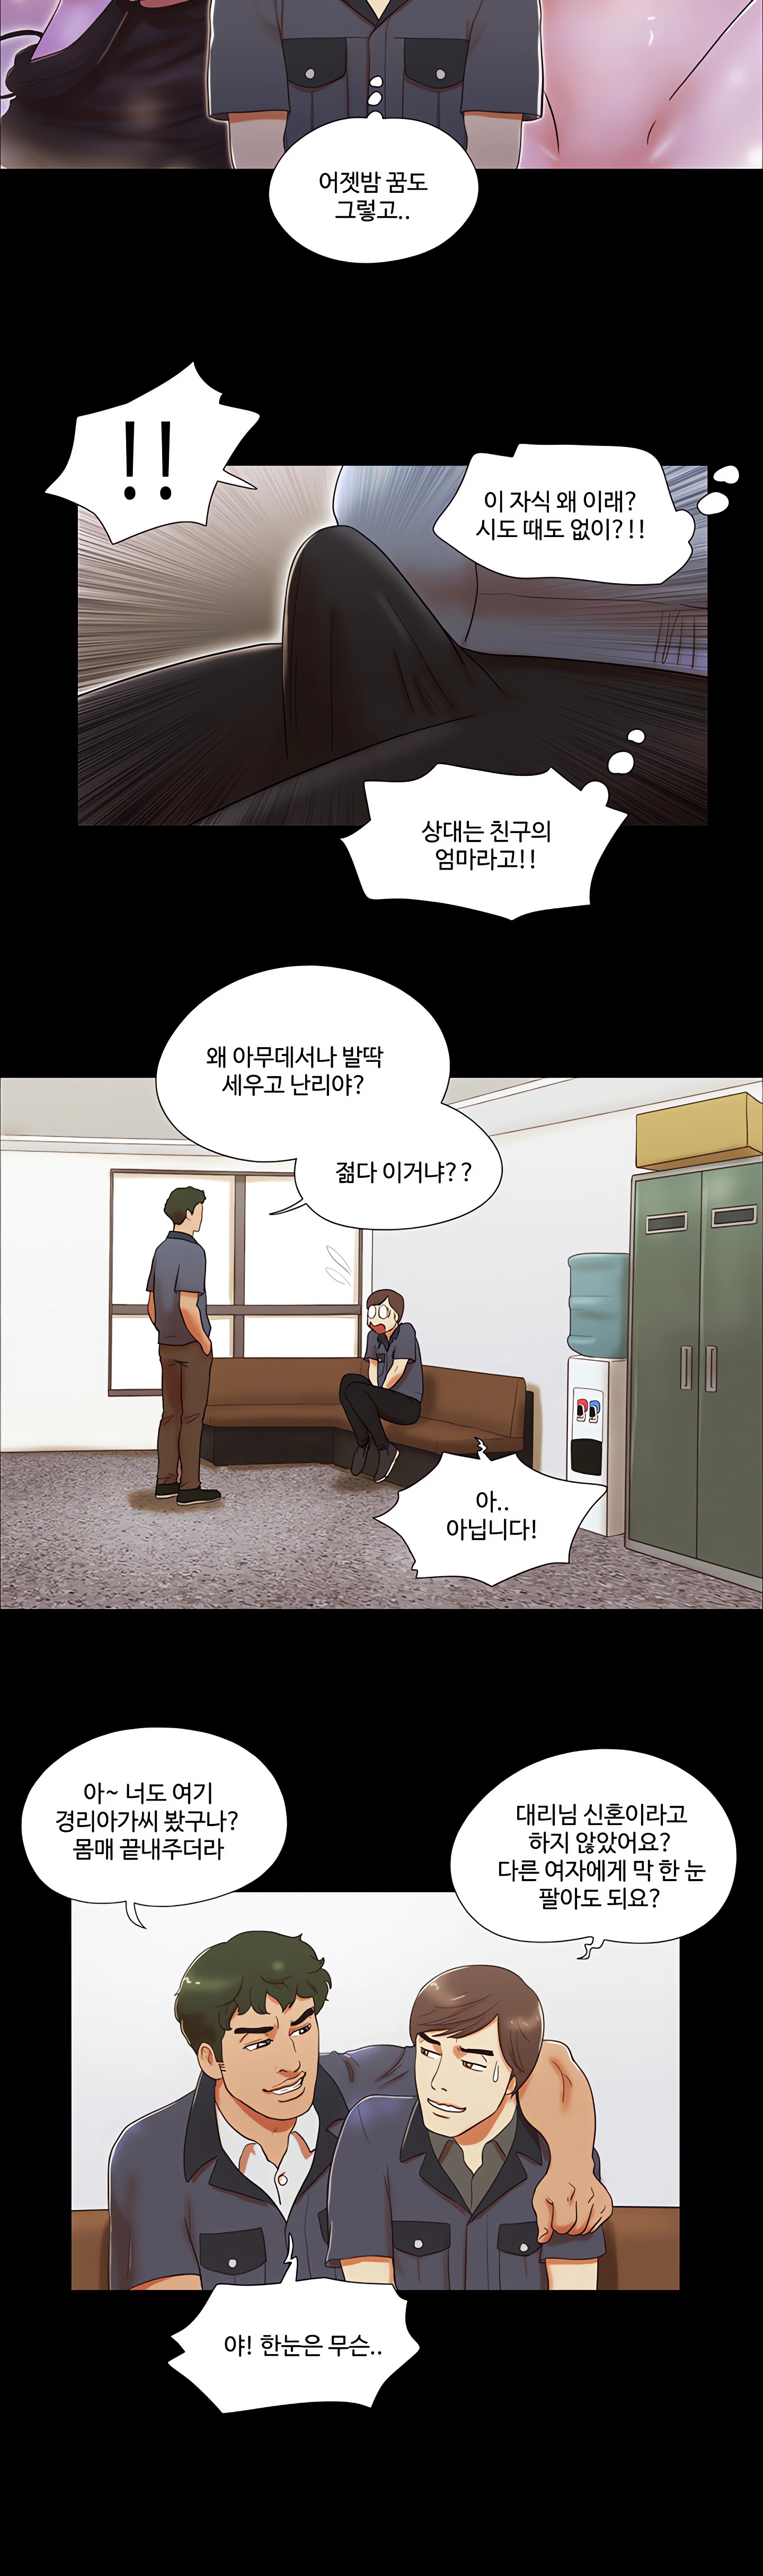 어젯밤 꿈도
그렇고..
!!
이 자식 왜 이래?
시도 때도 없이?!!
상대는 친구의
엄마라고!!
왜 아무데서나 발딱
세우고 난리야?
젊다 이거냐??
아..
아닙니다!
아~ 너도 여기
경리아가씨 봤구나?
몸매 끝내주더라
대리님 신혼이라고
하지 않았어요?
다른 여자에게 막 한 눈
팔아도 되요?
야! 한눈은 무슨..